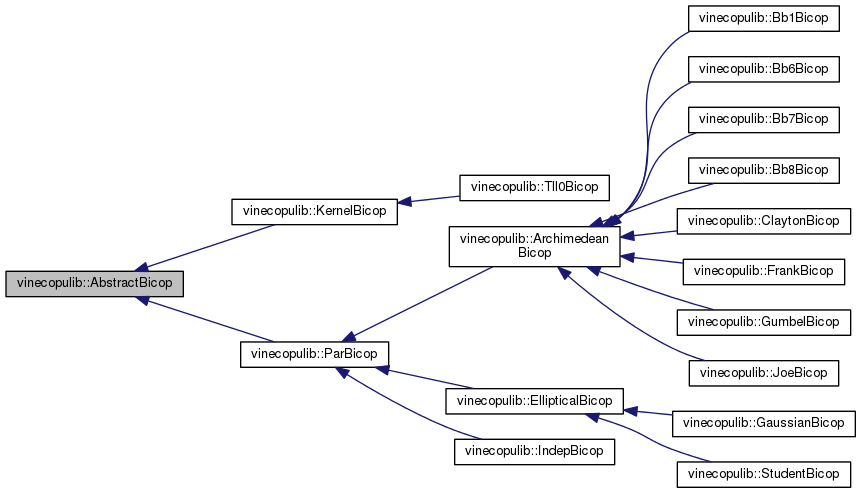 vinecopulib::Bb1Bicop
vinecopulib::Bb6Bicop
vinecopulib::Bb7Bicop
vinecopulib::Bb8Bicop
vinecopulib::Tll0Bicop
vinecopulib::KernelBicop
vinecopulib::ClaytonBicop
vinecopulib::Archimedean
Bicop
vinecopulib::FrankBicop
vinecopulib::AbstractBicop
vinecopulib::GumbelBicop
vinecopulib::ParBicop
vinecopulib::JoeBicop
vinecopulib::EllipticalBicop
vinecopulib::GaussianBicop
vinecopulib::IndepBicop
vinecopulib::StudentBicop